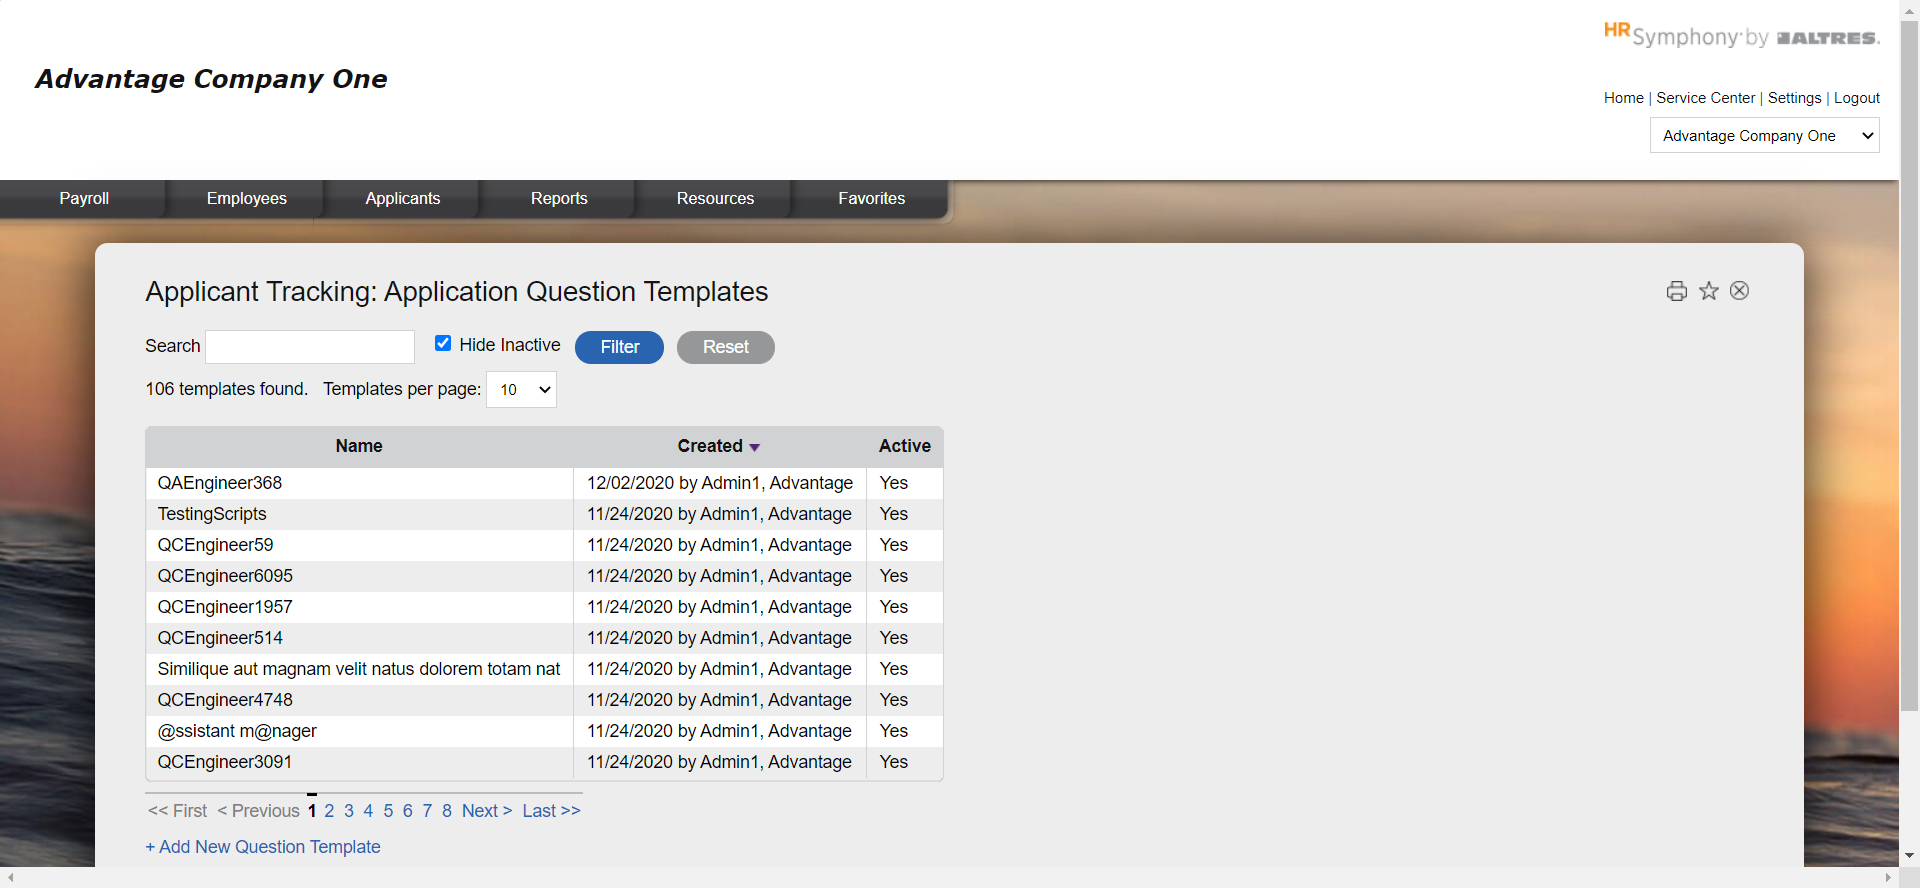 HR Symphony by ALTRES.
Advantage Company One
Home | Service Center | Settings | Logout
Advantage Company One
Payroll Employees Applicants Reports Resources Favorites
Applicant Tracking: Application Question Templates
Search Hide Inactive Filter Reset
106 templates found. Templates per page: 10
Name Created Active
QAEngineer368 12/02/2020 by Admin1, Advantage Yes
TestingScripts 11/24/2020 by Admin1, Advantage Yes
QCEngineer59 11/24/2020 by Admin1, Advantage Yes
QCEngineer6095 11/24/2020 by Admin1, Advantage Yes
QCEngineer1957 11/24/2020 by Admin1, Advantage Yes
QCEngineer514 11/24/2020 by Admin1, Advantage Yes
Similique aut magnam velit natus dolorem totam nat 11/24/2020 by Admin1, Advantage Yes
QCEngineer4748 11/24/2020 by Admin1, Advantage Yes
@ssistant m@nager 11/24/2020 by Admin1, Advantage Yes
QCEngineer3091 11/24/2020 by Admin1, Advantage Yes
<< First < Previous 1 2 3 4 5 6 7 8 Next > Last >>
+ Add New Question Template